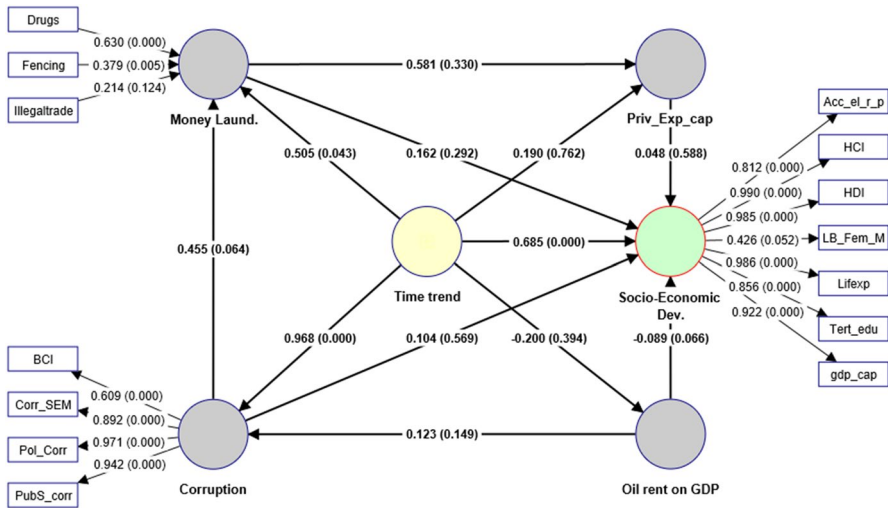 Drugs
0.630 (0.000)
Fencing
0.379 (0.005)
Illegaltrade
0.214 (0.124)
Money Laund.
0.581 (0.330)
Priv_Exp_cap
0.505 (0.043)
0.162 (0.292)
0.190 (0.762)
0.048 (0.588)
Acc_el_r_p
0.812 (0.000)
HCI
0.990 (0.000)
HDI
0.985 (0.000)
LB_Fem_M
0.426 (0.052)
Lifexp
0.986 (0.000)
Tert_edu
0.856 (0.000)
gdp_cap
0.922 (0.000)
0.455 (0.064)
Time trend
0.685 (0.000)
Socio-Economic
Dev.
0.968 (0.000)
0.104 (0.569)
-0.200 (0.394)
-0.089 (0.066)
BCI
0.609 (0.000)
Corr_SEM
0.892 (0.000)
Pol_Corr
0.971 (0.000)
PubS_corr
0.942 (0.000)
Corruption
0.123 (0.149)
Oil rent on GDP